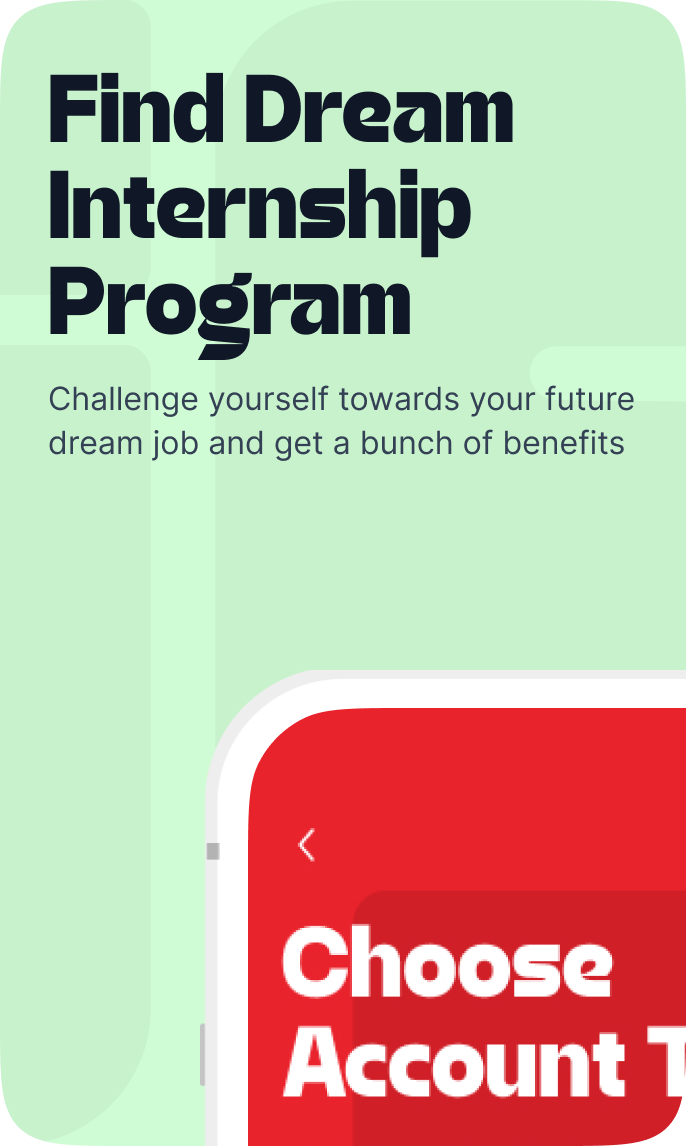 Find Dream
Internship
Program
Challenge yourself towards your future
dream job and get a bunch of benefits
Choose
Account T